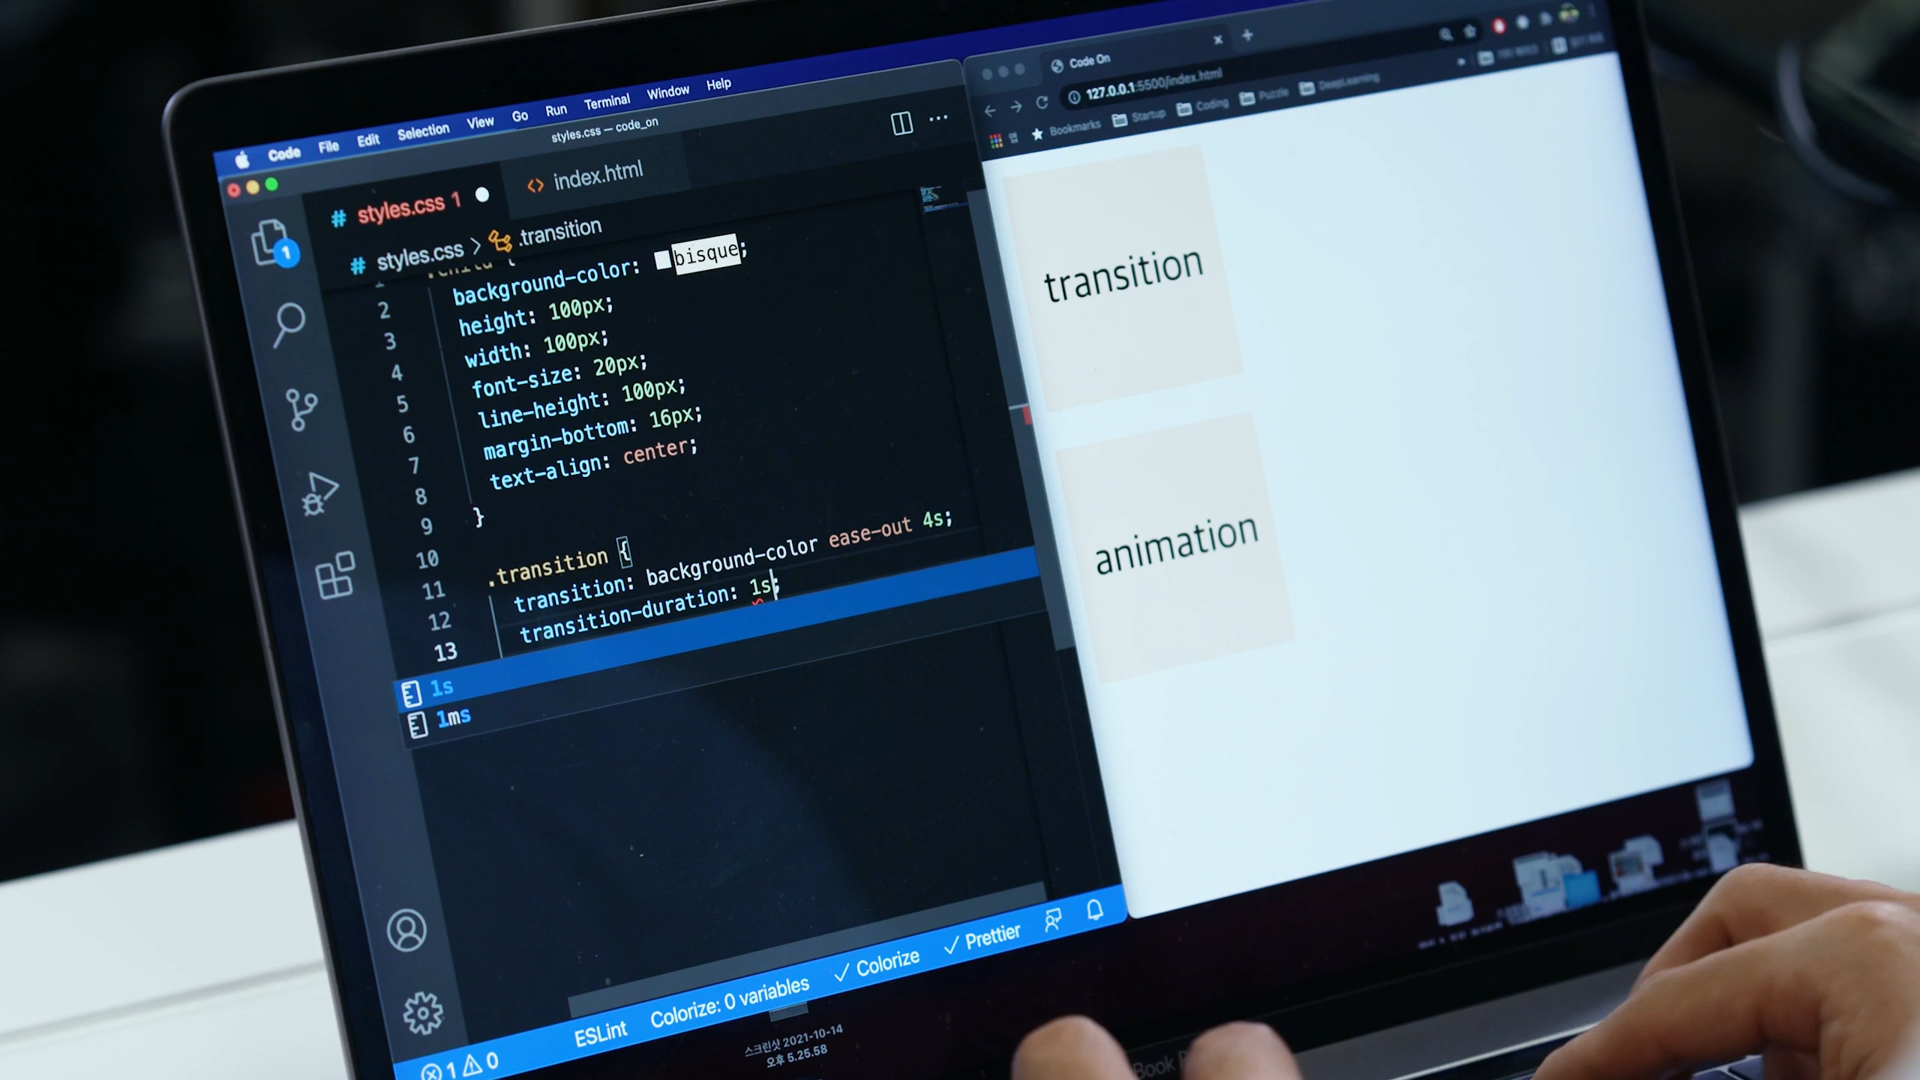 Code File Edit Selection View Go Run Terminal Window Help
styles.css — code_on
styles.css 1
index.html
styles.css > .transition
2 background-color: bisque;
3 height: 100px;
4 width: 100px;
5 font-size: 20px;
6 line-height: 100px;
7 margin-bottom: 16px;
8 text-align: center;
9 }
10
11 .transition {
12 transition: background-color ease-out 4s;
13 transition-duration: 1s;
1s
1ms
1
1 0
ESLint
Colorize: 0 variables
Colorize
Prettier
스크린샷 2021-10-14
오후 5.25.58
Code On
127.0.0.1:5500/index.html
Bookmarks Startup Coding Puzzle DeepLearning
transition
animation
Book